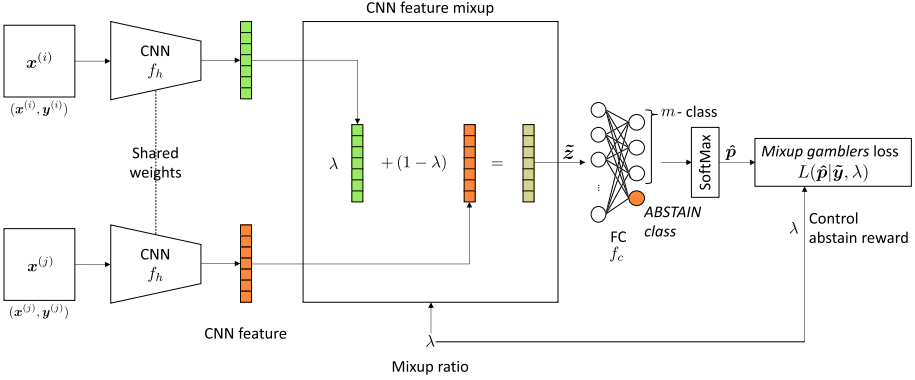 CNN feature mixup
x^(i)
CNN
f_h
(x^(i), y^(i))
Shared
weights
λ
+ (1 − λ)
=
z̃
m - class
...
FC
f_c
ABSTAIN
class
SoftMax
p̂
Mixup gamblers loss
L(p̂|ỹ, λ)
λ
Control
abstain reward
x^(j)
CNN
f_h
(x^(j), y^(j))
CNN feature
λ
Mixup ratio